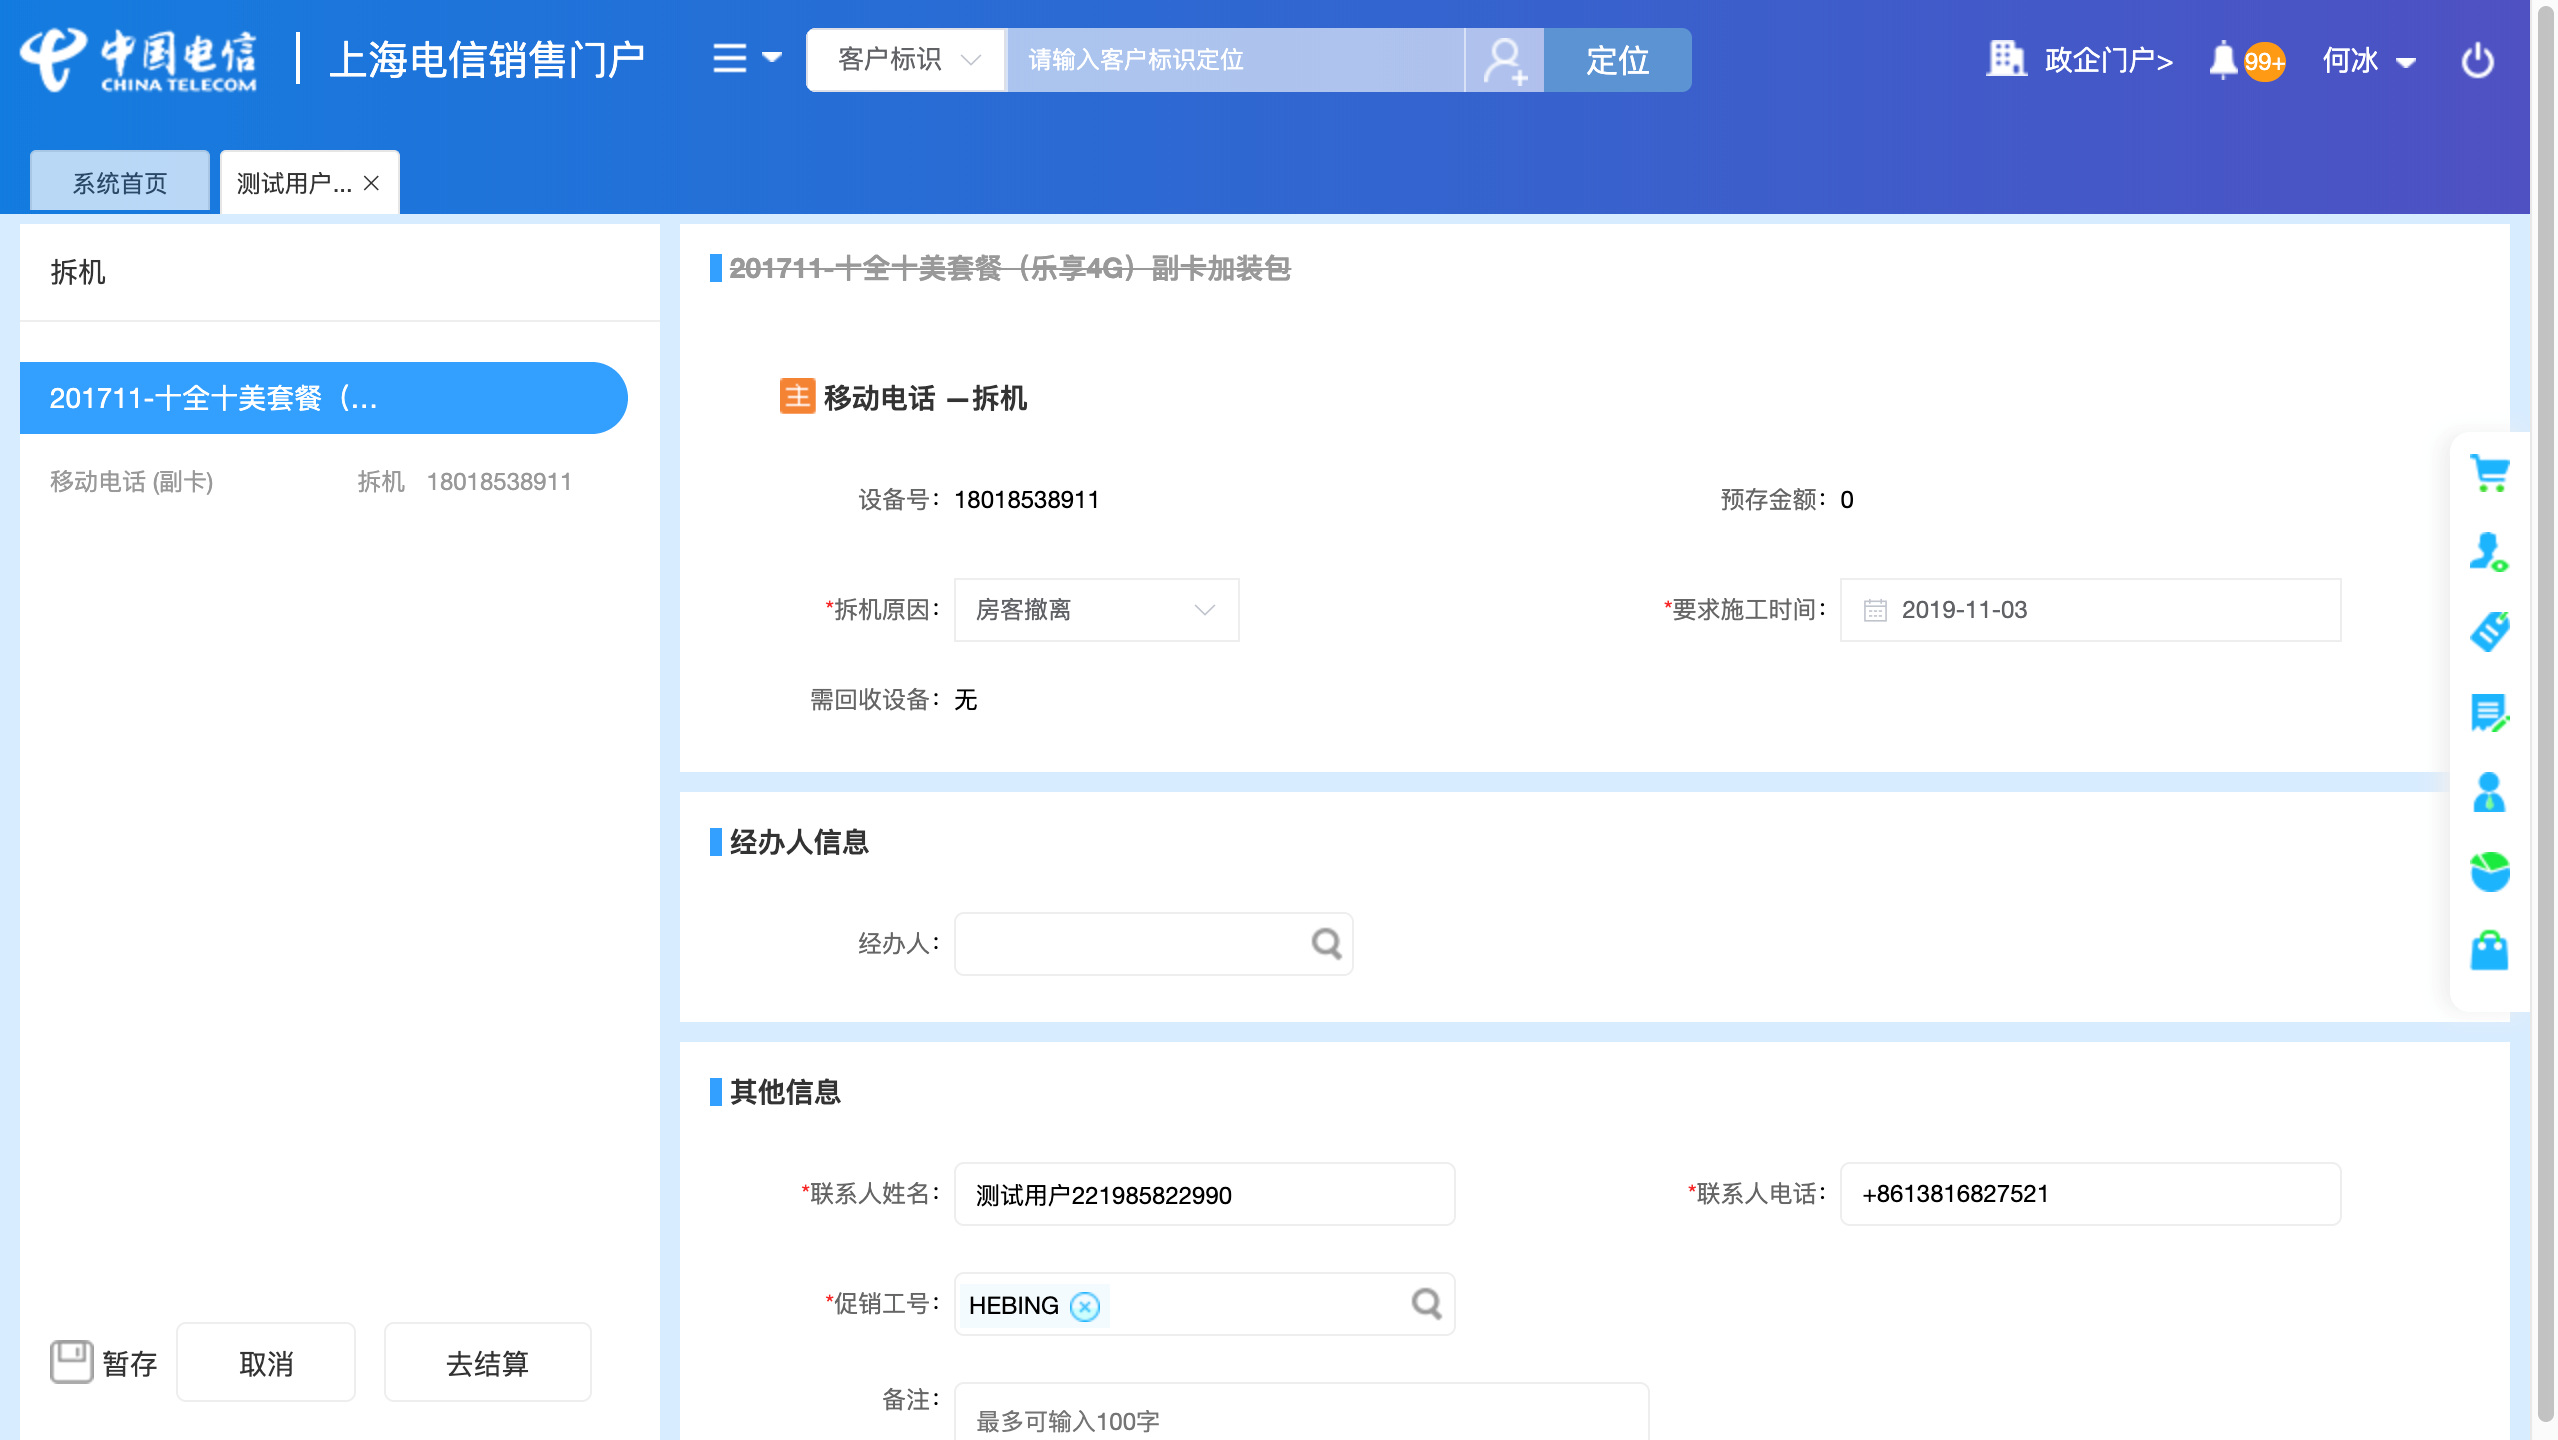 中国电信
CHINA TELECOM
上海电信销售门户
客户标识
请输入客户标识定位
定位
政企门户>
99+
何冰
系统首页
测试用户...
拆机
201711-十全十美套餐（...
移动电话 (副卡) 拆机 18018538911
暂存
取消
去结算
201711-十全十美套餐（乐享4G）副卡加装包
主 移动电话 －拆机
设备号： 18018538911
预存金额： 0
*拆机原因： 房客撤离
*要求施工时间： 2019-11-03
需回收设备： 无
经办人信息
经办人：
其他信息
*联系人姓名： 测试用户221985822990
*联系人电话： +8613816827521
*促销工号： HEBING
备注： 最多可输入100字